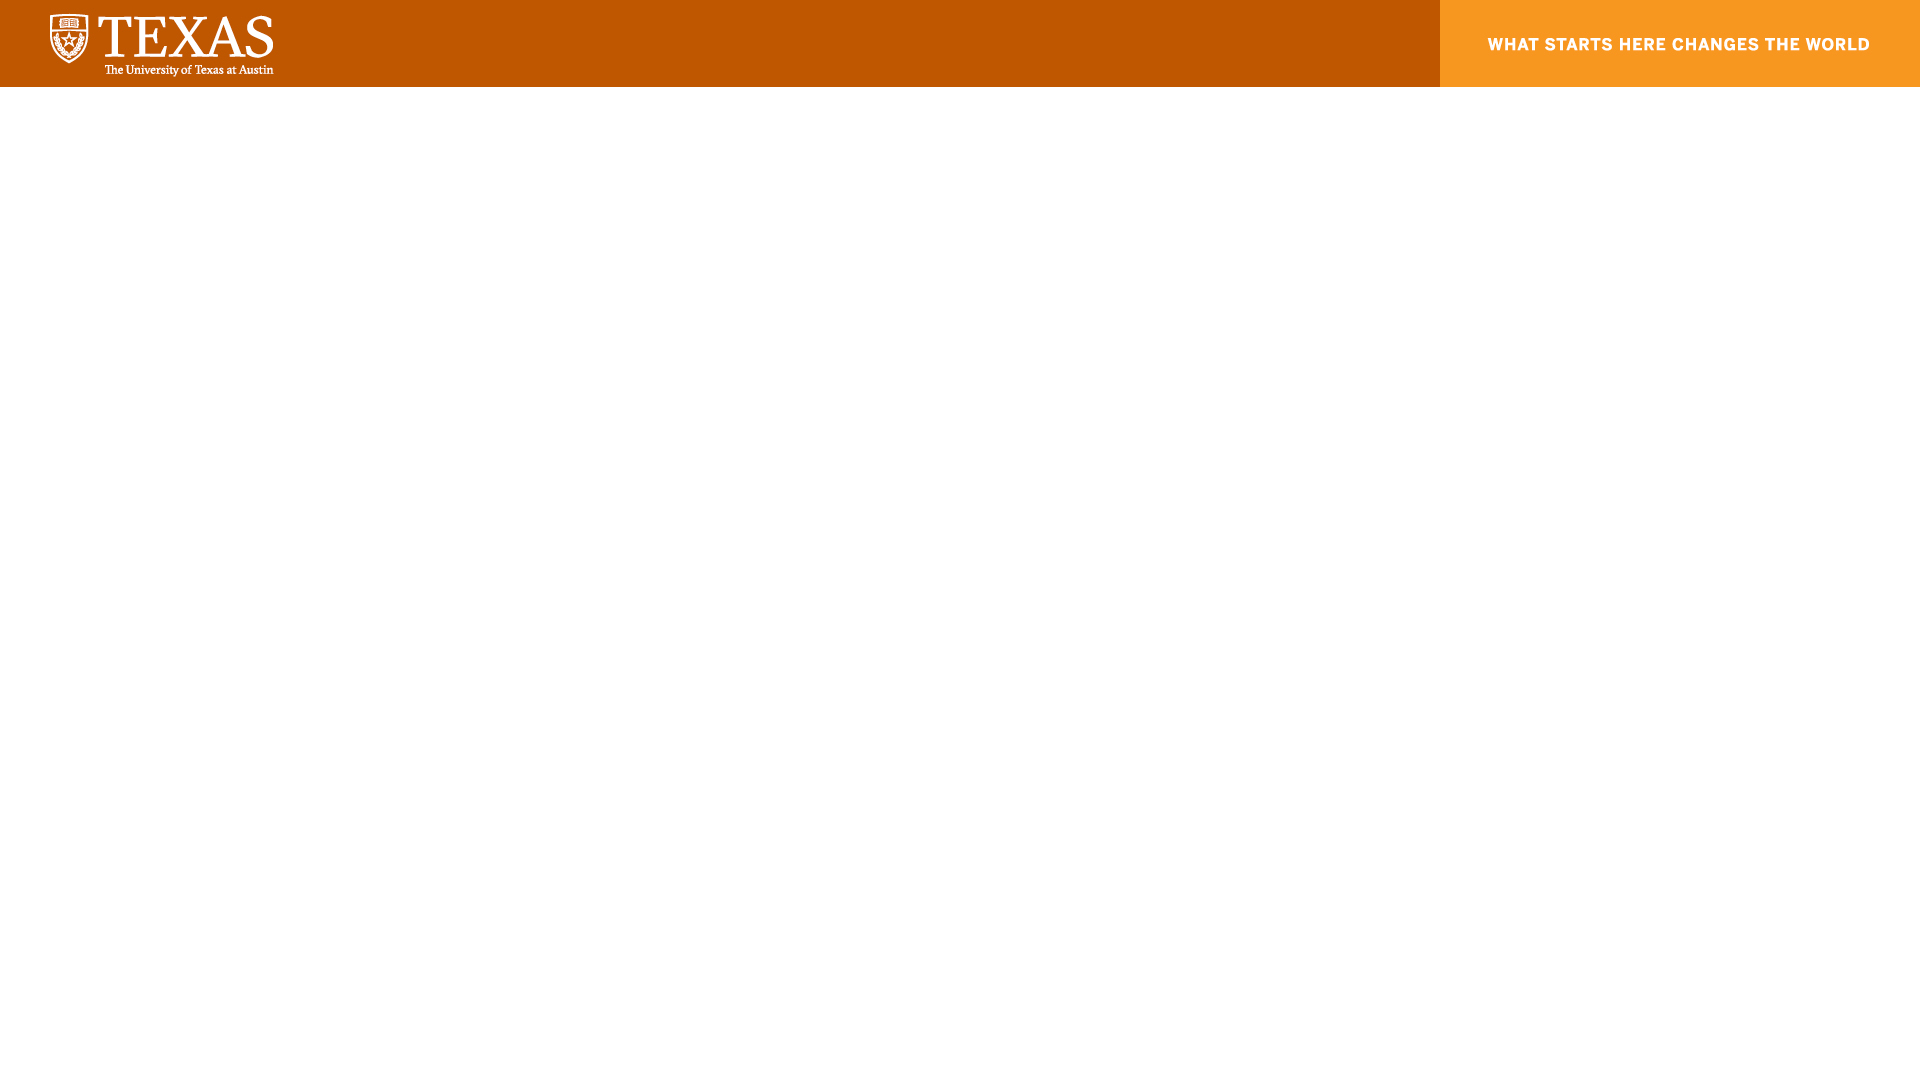 TEXAS
The University of Texas at Austin
WHAT STARTS HERE CHANGES THE WORLD